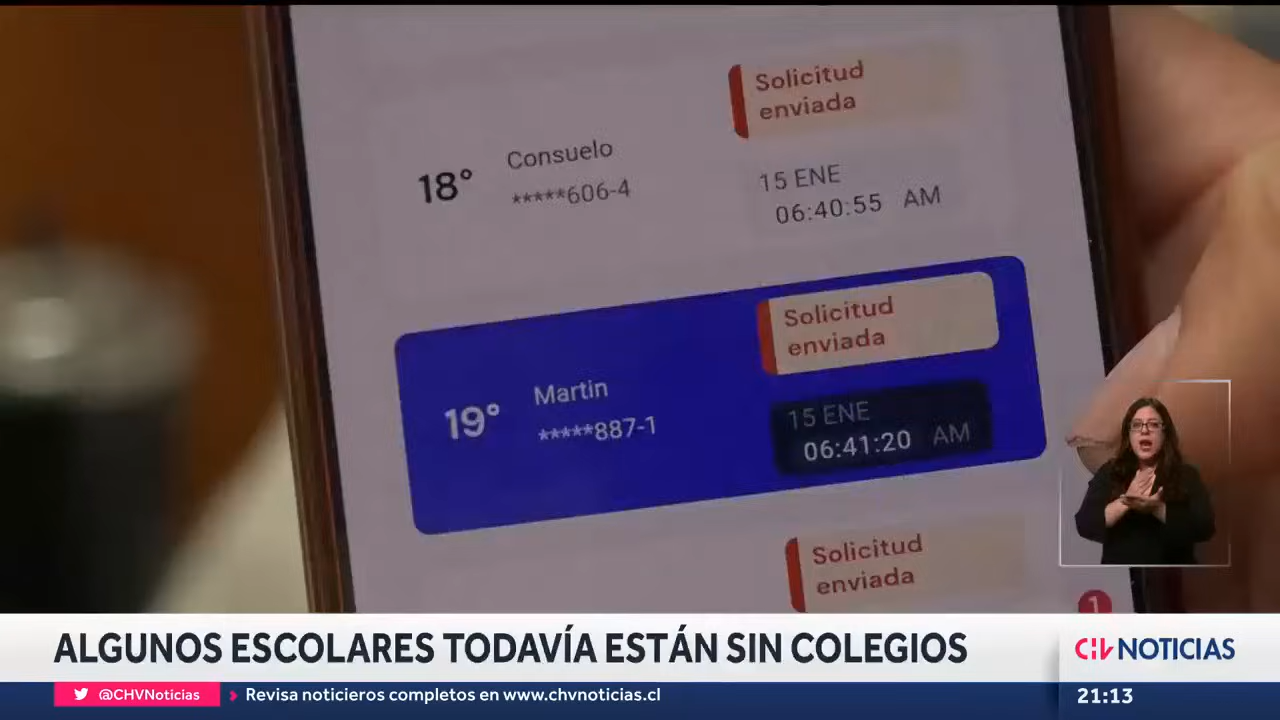 Solicitud
enviada
18° Consuelo
*****606-4
15 ENE
06:40:55 AM
Solicitud
enviada
19° Martin
*****887-1
15 ENE
06:41:20 AM
Solicitud
enviada
1
ALGUNOS ESCOLARES TODAVÍA ESTÁN SIN COLEGIOS
CHV NOTICIAS
@CHVNoticias
Revisa noticieros completos en www.chvnoticias.cl
21:13